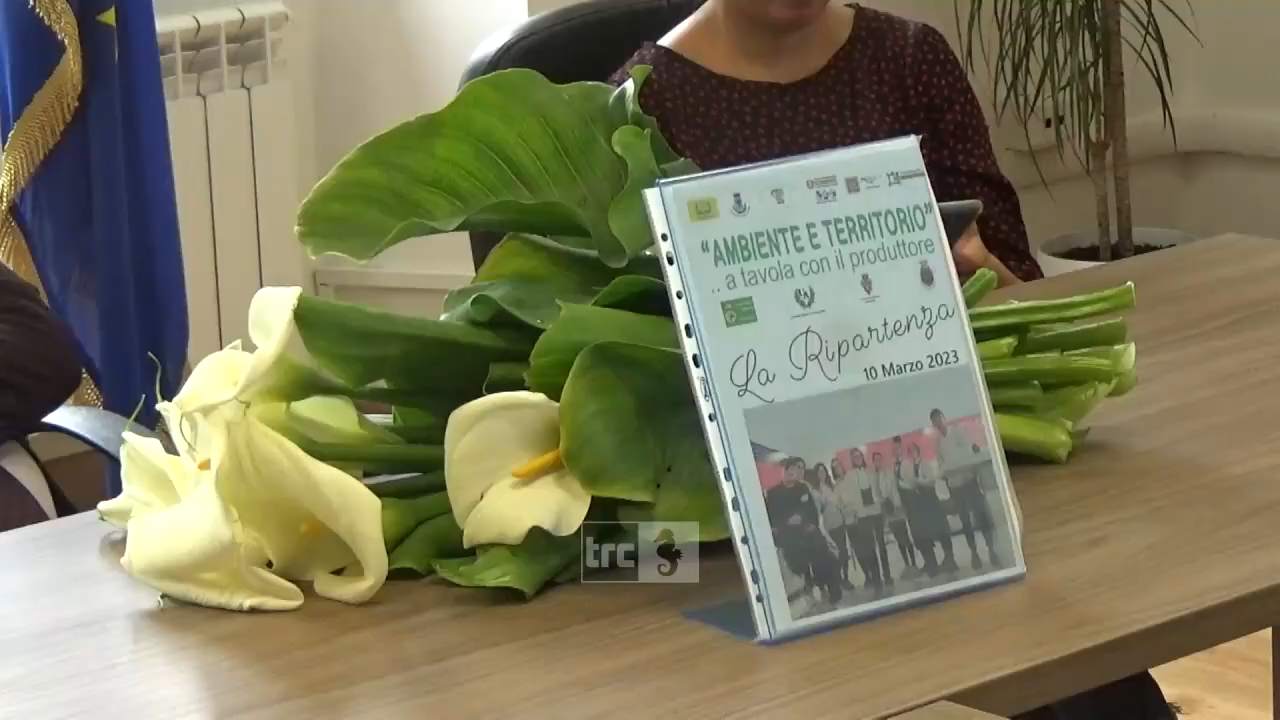 "AMBIENTE E TERRITORIO"
.. a tavola con il produttore
La Ripartenza
10 Marzo 2023
trc